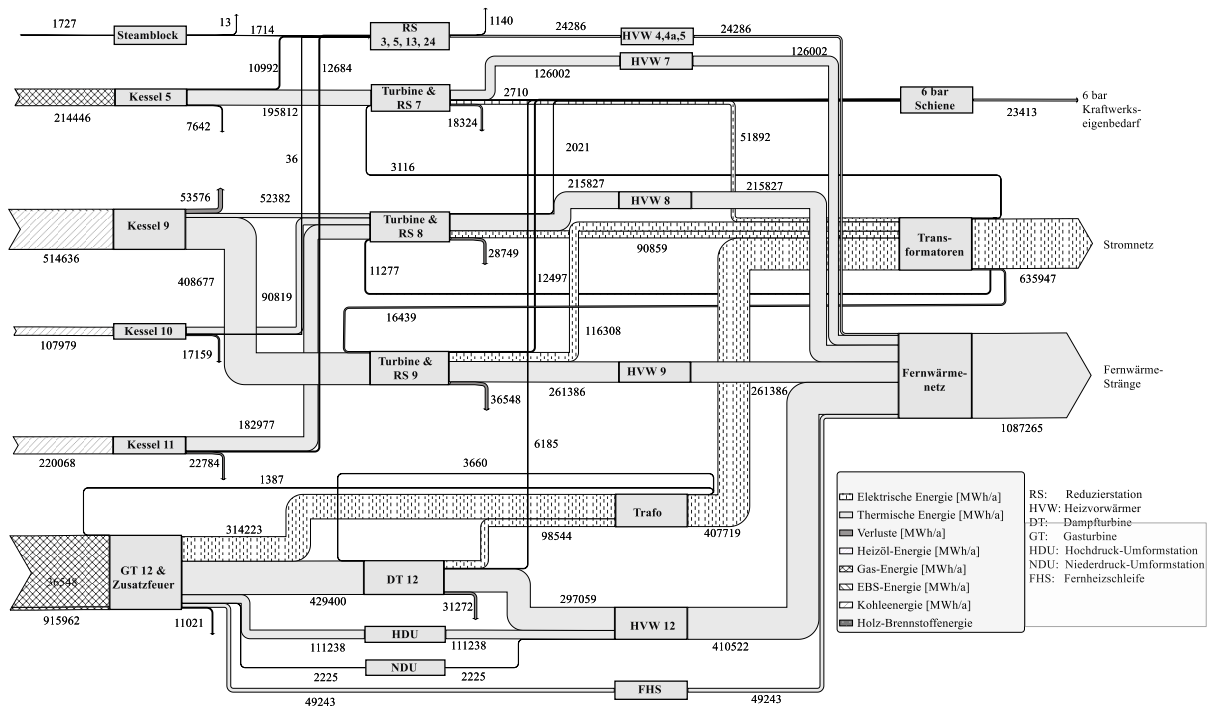 1727
Steamblock
13
1714
RS
3, 5, 13, 24
1140
24286
HVW 4,4a,5
24286
126002
10992
12684
HVW 7
126002
Kessel 5
214446
7642
195812
Turbine &
RS 7
2710
18324
6 bar
Schiene
23413
6 bar
Kraftwerks-
eigenbedarf
51892
36
2021
3116
53576
52382
Kessel 9
514636
408677
215827
HVW 8
215827
Turbine &
RS 8
28749
90859
Trans-
formatoren
635947
Stromnetz
11277
12497
90819
16439
116308
Kessel 10
107979
17159
Turbine &
RS 9
36548
261386
HVW 9
261386
Fernwärme-
netz
1087265
Fernwärme-
Stränge
182977
Kessel 11
220068
22784
6185
3660
1387
314223
Trafo
98544
407719
36548
GT 12 &
Zusatzfeuer
915962
11021
DT 12
429400
31272
297059
HVW 12
410522
HDU
111238
111238
NDU
2225
2225
FHS
49243
49243
Elektrische Energie [MWh/a]
Thermische Energie [MWh/a]
Verluste [MWh/a]
Heizöl-Energie [MWh/a]
Gas-Energie [MWh/a]
EBS-Energie [MWh/a]
Kohleenergie [MWh/a]
Holz-Brennstoffenergie
RS: Reduzierstation
HVW: Heizvorwärmer
DT: Dampfturbine
GT: Gasturbine
HDU: Hochdruck-Umformstation
NDU: Niederdruck-Umformstation
FHS: Fernheizschleife